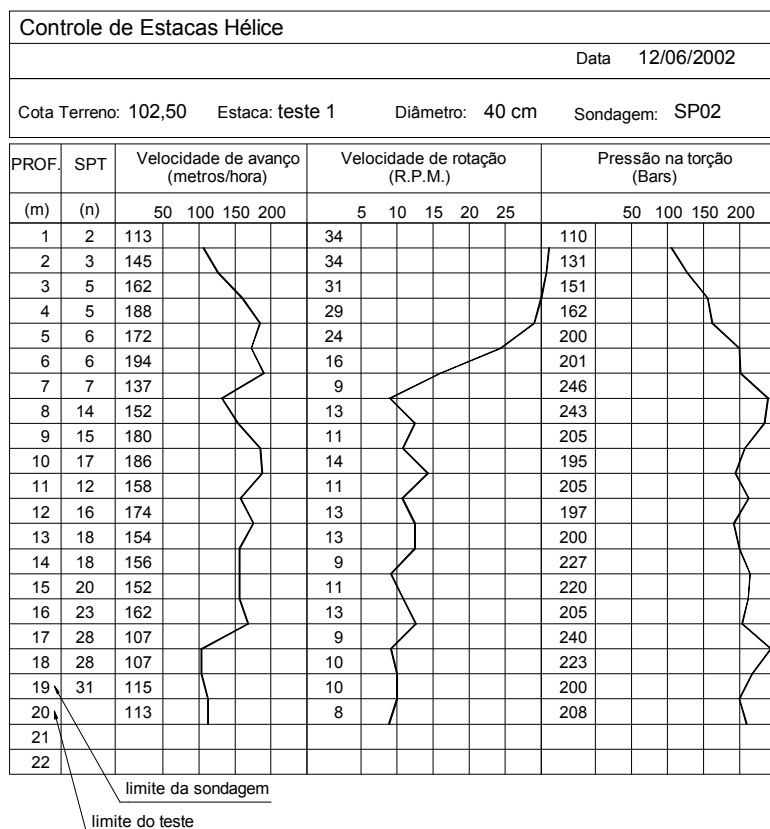 Controle de Estacas Hélice
Data 12/06/2002
Cota Terreno: 102,50 Estaca: teste 1 Diâmetro: 40 cm Sondagem: SP02
PROF. SPT Velocidade de avanço (metros/hora) Velocidade de rotação (R.P.M.) Pressão na torção (Bars)
(m) (n) 50 100 150 200 5 10 15 20 25 50 100 150 200
1 2 113 34 110
2 3 145 34 131
3 5 162 31 151
4 5 188 29 162
5 6 172 24 200
6 6 194 16 201
7 7 137 9 246
8 14 152 13 243
9 15 180 11 205
10 17 186 14 195
11 12 158 11 205
12 16 174 13 197
13 18 154 13 200
14 18 156 9 227
15 20 152 11 220
16 23 162 13 205
17 28 107 9 240
18 28 107 10 223
19 31 115 10 200
20 113 8 208
21
22
limite da sondagem
limite do teste